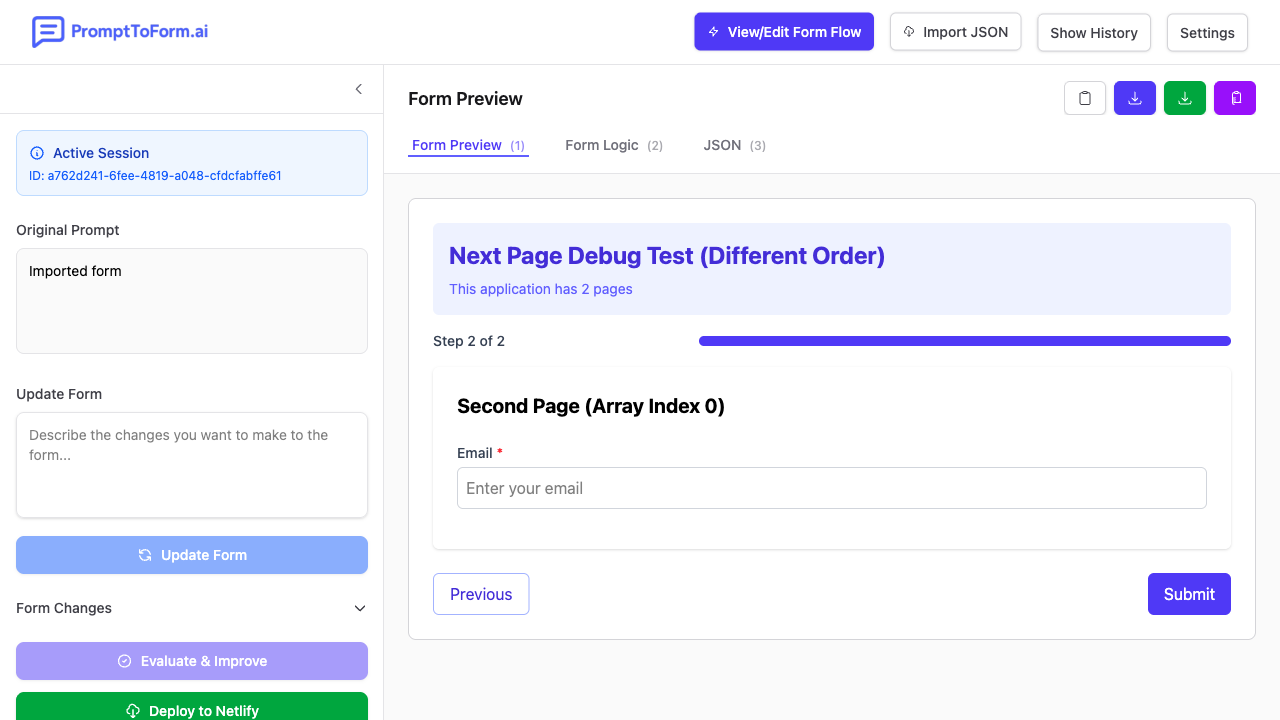 PromptToForm.ai
View/Edit Form Flow
Import JSON
Show History
Settings
Active Session
ID: a762d241-6fee-4819-a048-cfdcfabffe61
Original Prompt
Imported form
Update Form
Describe the changes you want to make to the
form...
Update Form
Form Changes
Evaluate & Improve
Deploy to Netlify
Form Preview
Form Preview (1)
Form Logic (2)
JSON (3)
Next Page Debug Test (Different Order)
This application has 2 pages
Step 2 of 2
Second Page (Array Index 0)
Email *
Enter your email
Previous
Submit